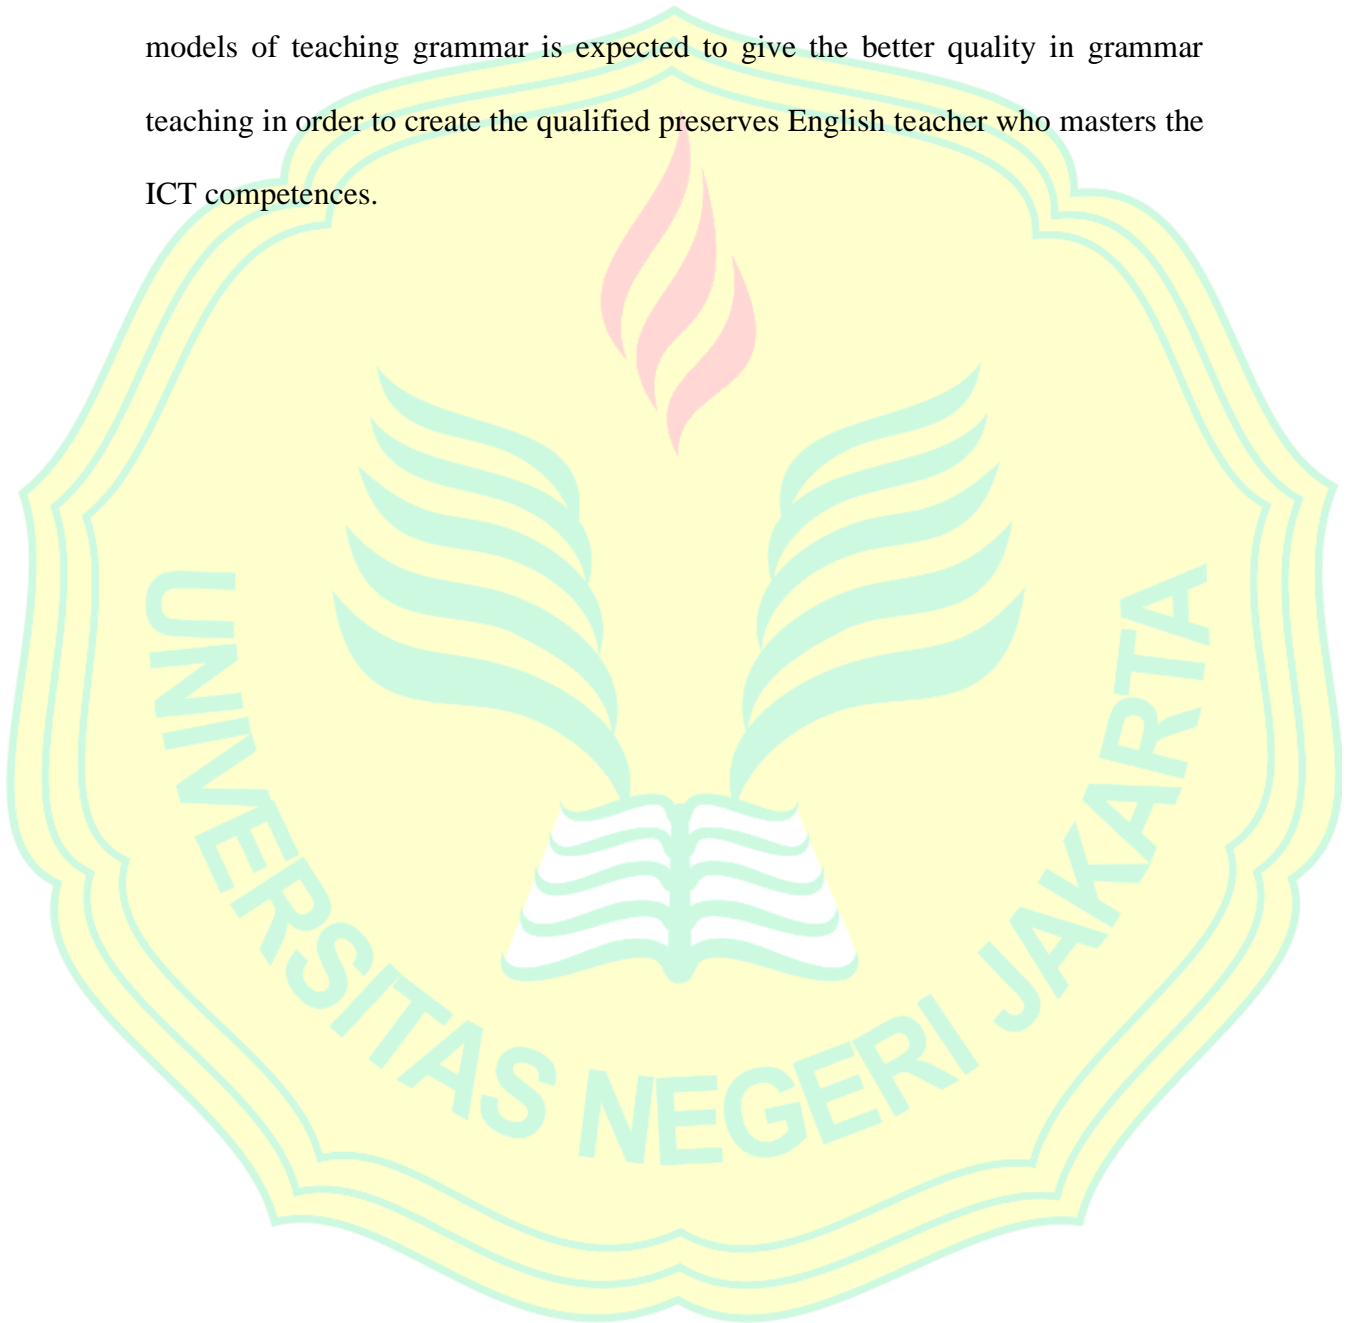 models of teaching grammar is expected to give the better quality in grammar
teaching in order to create the qualified preserves English teacher who masters the
ICT competences.
UNIVERSITAS NEGERI JAKARTA